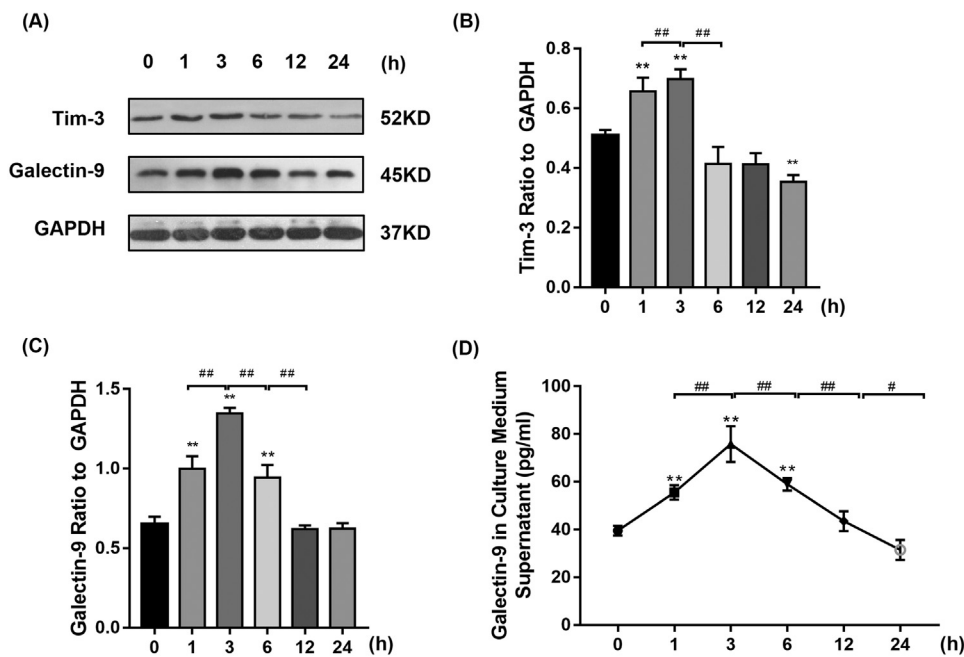 (A)
0 1 3 6 12 24 (h)
Tim-3 52KD
Galectin-9 45KD
GAPDH 37KD
(B)
Tim-3 Ratio to GAPDH
0.8
0.6
0.4
0.2
0.0
## ##
** **
**
0 1 3 6 12 24 (h)
(C)
Galectin-9 Ratio to GAPDH
1.5
1.0
0.5
0.0
## ## ##
**
** **
0 1 3 6 12 24 (h)
(D)
Galectin-9 in Culture Medium
Supernatant (pg/ml)
100
80
60
40
20
0
## ## ## #
**
** **
0 1 3 6 12 24 (h)